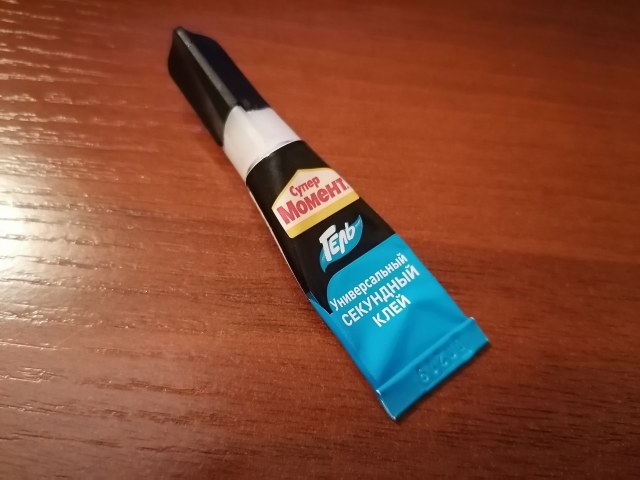 Супер
Момент
Гель
Универсальный
СЕКУНДНЫЙ
КЛЕЙ